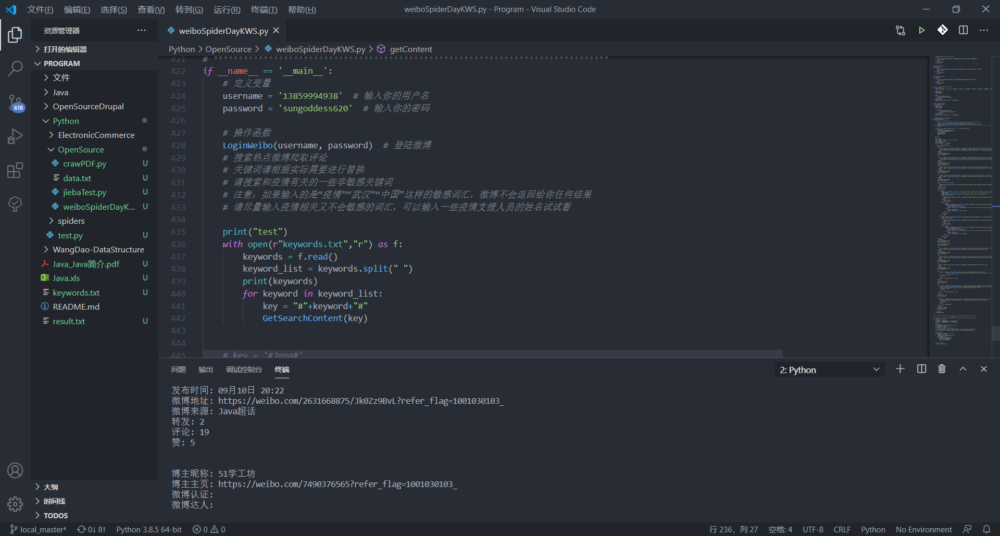 文件(F) 编辑(E) 选择(S) 查看(V) 转到(G) 运行(R) 终端(T) 帮助(H) weiboSpiderDayKWS.py - Program - Visual Studio Code
资源管理器
打开的编辑器
PROGRAM
文件
Java
OpenSourceDrupal
Python
ElectronicCommerce
OpenSource
crawPDF.py U
data.txt U
jiebaTest.py U
weiboSpiderDayK... U
spiders
test.py U
WangDao-DataStructure
Java_Java简介.pdf U
Java.xls U
keywords.txt U
README.md
result.txt U
618
大纲
时间线
TODOS
weiboSpiderDayKWS.py
Python > OpenSource > weiboSpiderDayKWS.py > getContent
421 # *******************************************************************************
422 if __name__ == '__main__':
423 # 定义变量
424 username = '13859994938' # 输入你的用户名
425 password = 'sungoddess620' # 输入你的密码
426
427 # 操作函数
428 LoginWeibo(username, password) # 登陆微博
429 # 搜索热点微博爬取评论
430 # 关键词请根据实际需要进行替换
431 # 请搜索和疫情有关的一些非敏感关键词
432 # 注意: 如果输入的是“疫情”“武汉”“中国”这样的敏感词汇，微博不会返回给你任何结果
433 # 请尽量输入疫情相关又不会敏感的词汇，可以输入一些疫情支援人员的姓名试试看
434
435 print("test")
436 with open(r"keywords.txt","r") as f:
437 keywords = f.read()
438 keyword_list = keywords.split(" ")
439 print(keywords)
440 for keyword in keyword_list:
441 key = "#"+keyword+"#"
442 GetSearchContent(key)
443
444
445 # key = '#Java#'
问题 输出 调试控制台 终端 2: Python
发布时间: 09月10日 20:22
微博地址: https://weibo.com/2631668875/Jk0Zz9BvL?refer_flag=1001030103_
微博来源: Java超话
转发: 2
评论: 19
赞: 5
博主昵称: 51学工坊
博主主页: https://weibo.com/7490376565?refer_flag=1001030103_
微博认证:
微博达人:
local_master* 0↓ 8↑ Python 3.8.5 64-bit 0 0 行 236，列 27 空格: 4 UTF-8 CRLF Python No Environment